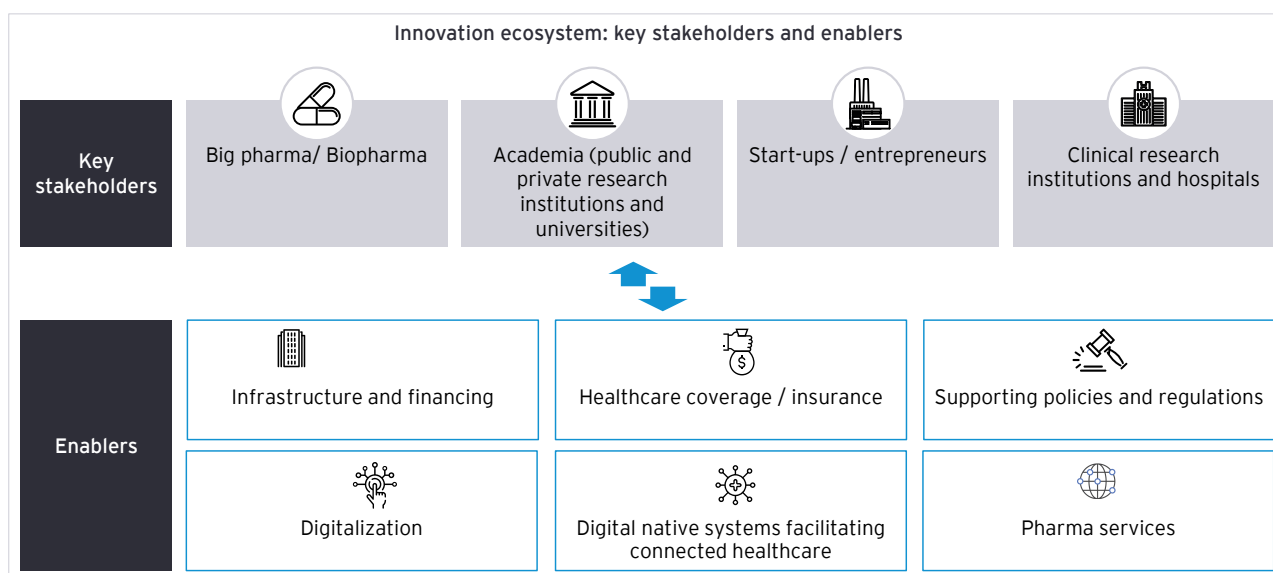 Innovation ecosystem: key stakeholders and enablers
Key
stakeholders
Big pharma/ Biopharma
Academia (public and
private research
institutions and
universities)
Start-ups / entrepreneurs
Clinical research
institutions and hospitals
Enablers
Infrastructure and financing
$
Healthcare coverage / insurance
Supporting policies and regulations
Digitalization
Digital native systems facilitating
connected healthcare
Pharma services